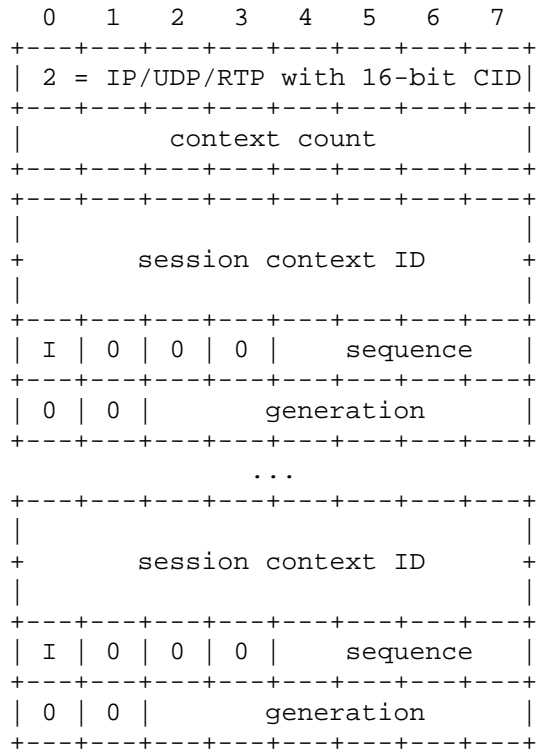 0   1   2   3   4   5   6   7
+---+---+---+---+---+---+---+---+
| 2 = IP/UDP/RTP with 16-bit CID|
+---+---+---+---+---+---+---+---+
|         context count         |
+---+---+---+---+---+---+---+---+
+---+---+---+---+---+---+---+---+
|                               |
+       session context ID      +
|                               |
+---+---+---+---+---+---+---+---+
| I | 0 | 0 | 0 |   sequence    |
+---+---+---+---+---+---+---+---+
| 0 | 0 |       generation      |
+---+---+---+---+---+---+---+---+
               ...
+---+---+---+---+---+---+---+---+
|                               |
+       session context ID      +
|                               |
+---+---+---+---+---+---+---+---+
| I | 0 | 0 | 0 |   sequence    |
+---+---+---+---+---+---+---+---+
| 0 | 0 |       generation      |
+---+---+---+---+---+---+---+---+